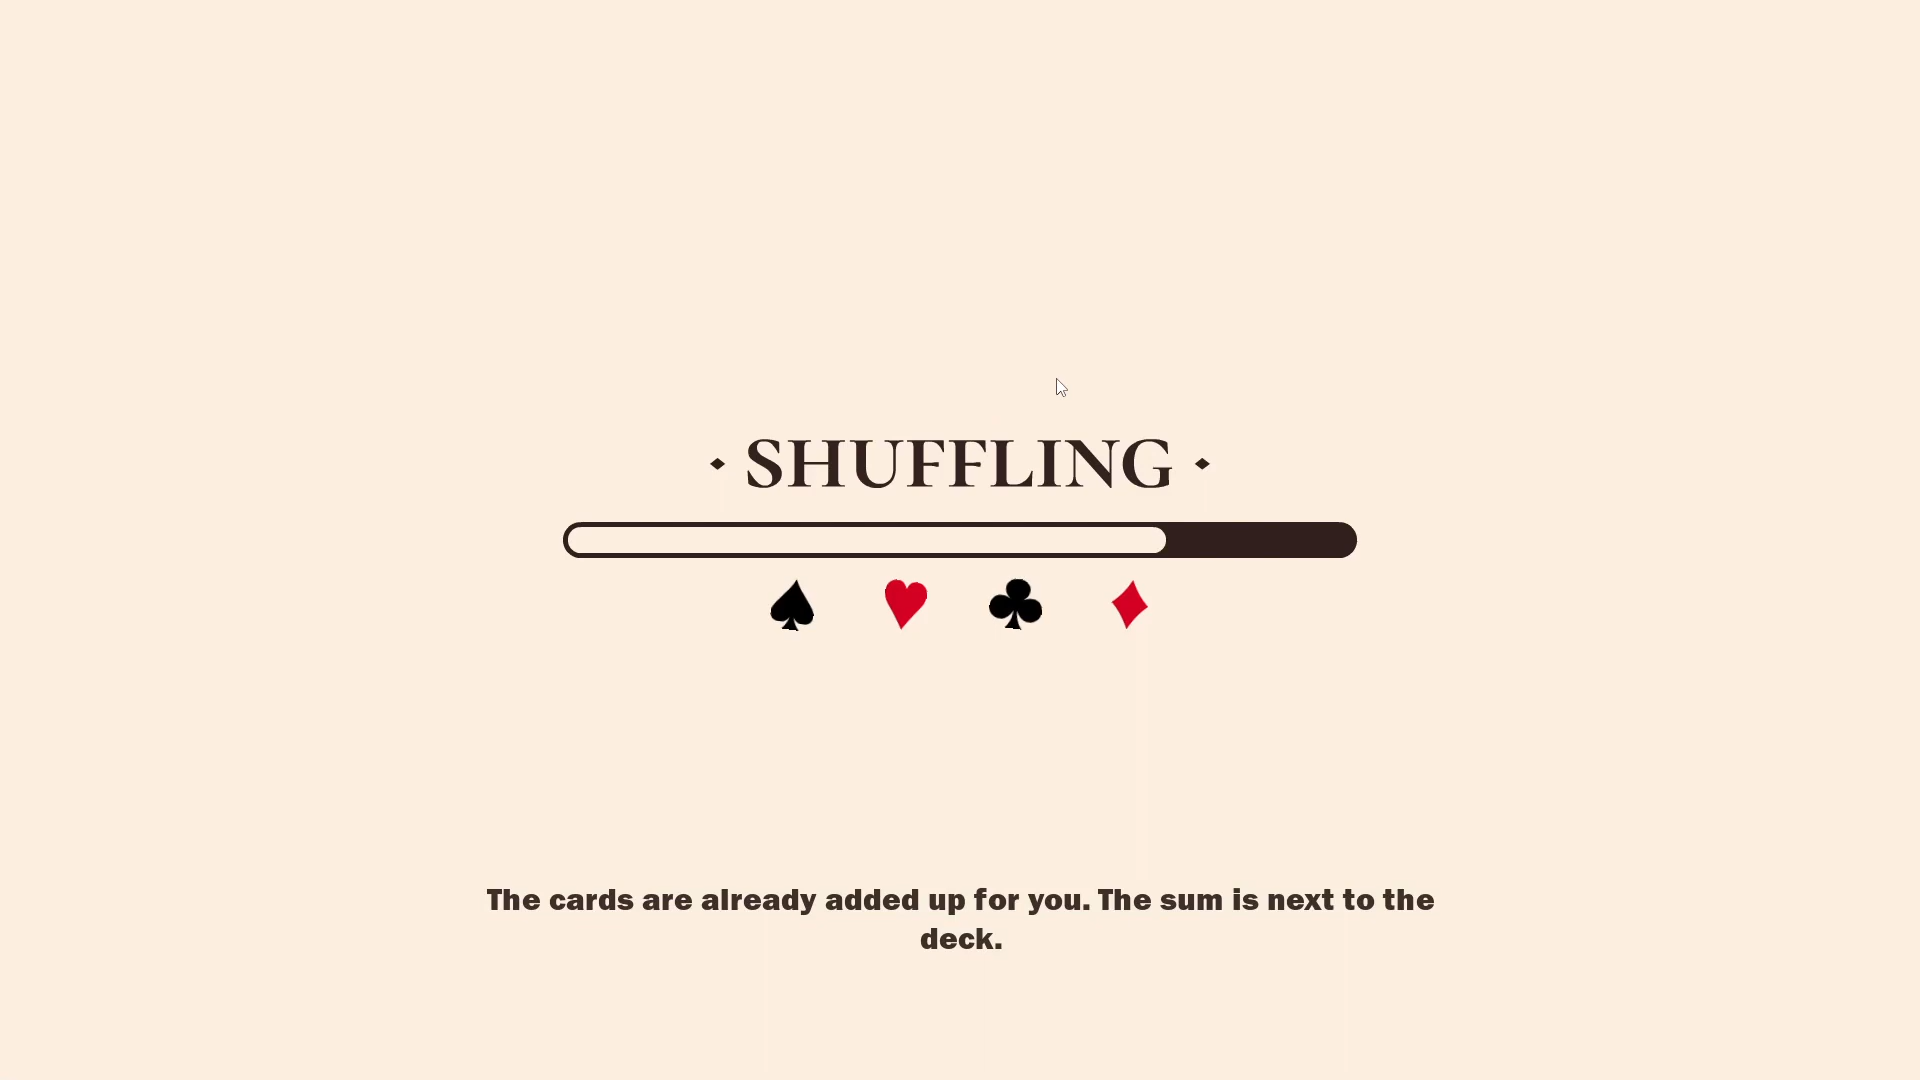 SHUFFLING
The cards are already added up for you. The sum is next to the
deck.